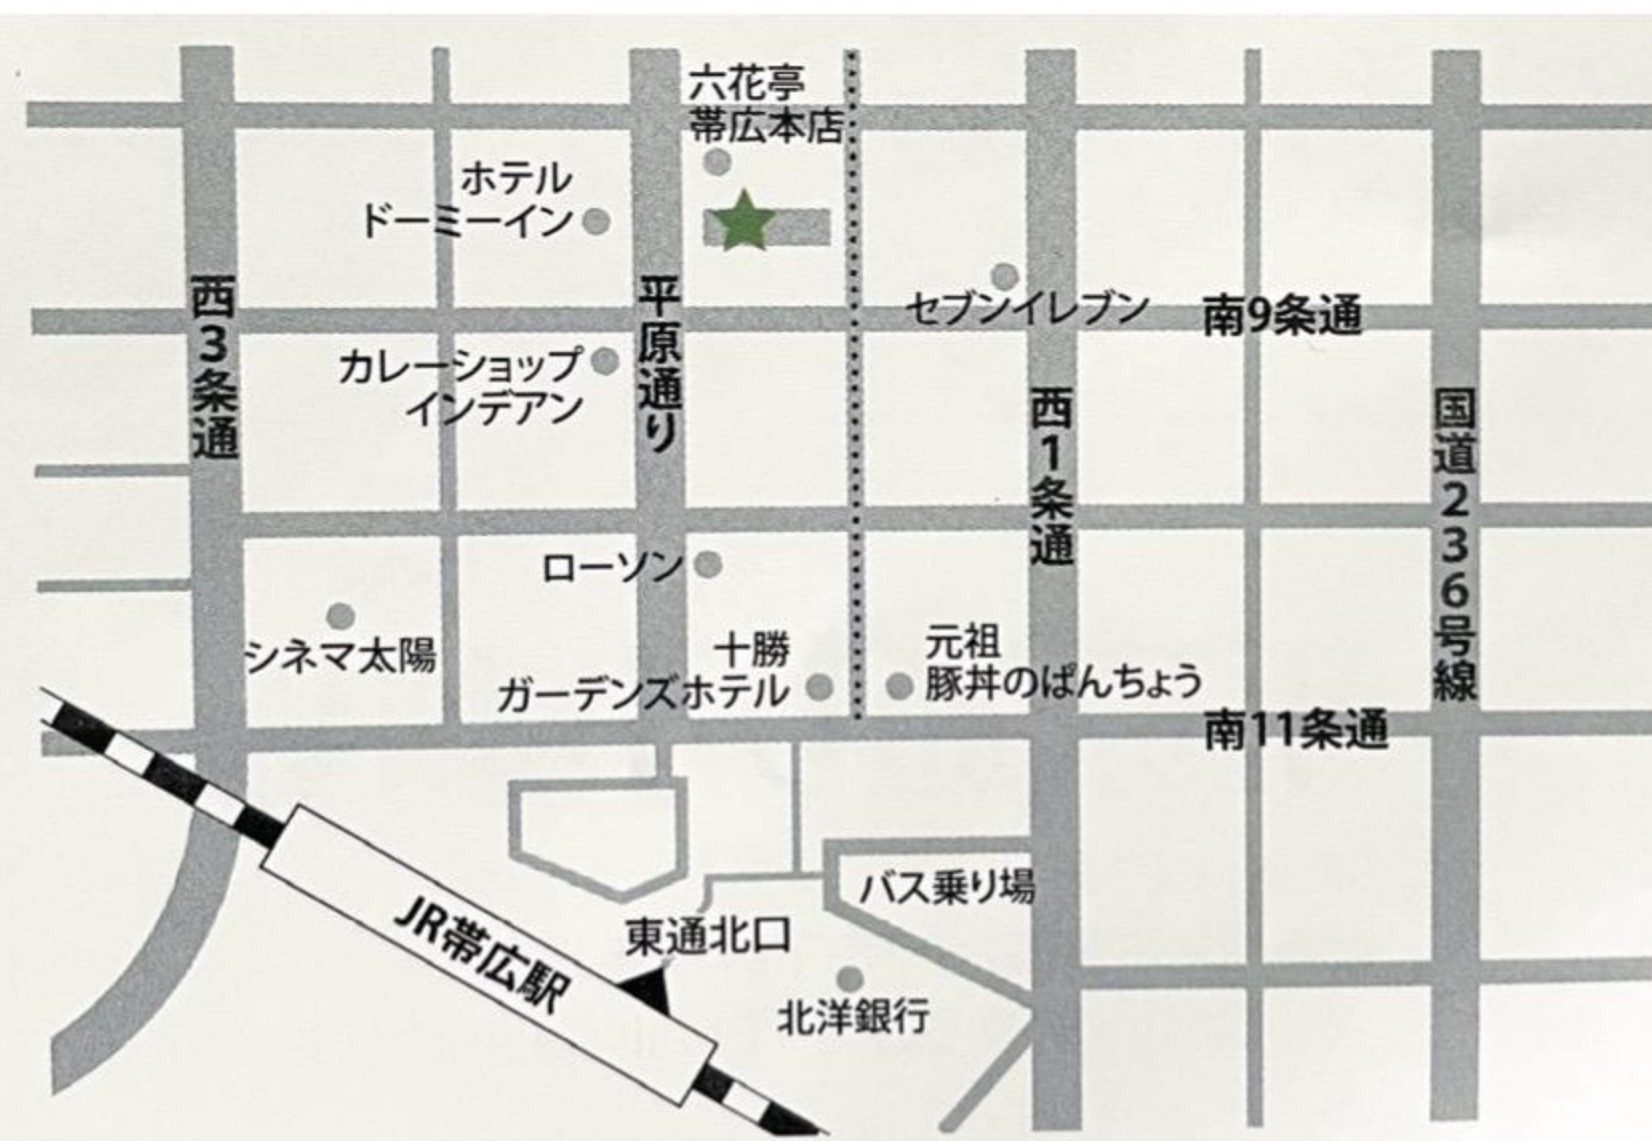 六花亭
帯広本店
ホテル
ドーミーイン
西3条通
平原通り
セブンイレブン
南9条通
カレーショップ
インデアン
西1条通
国道236号線
ローソン
シネマ太陽
十勝
ガーデンズホテル
元祖
豚丼のぱんちょう
南11条通
バス乗り場
JR帯広駅
東通北口
北洋銀行